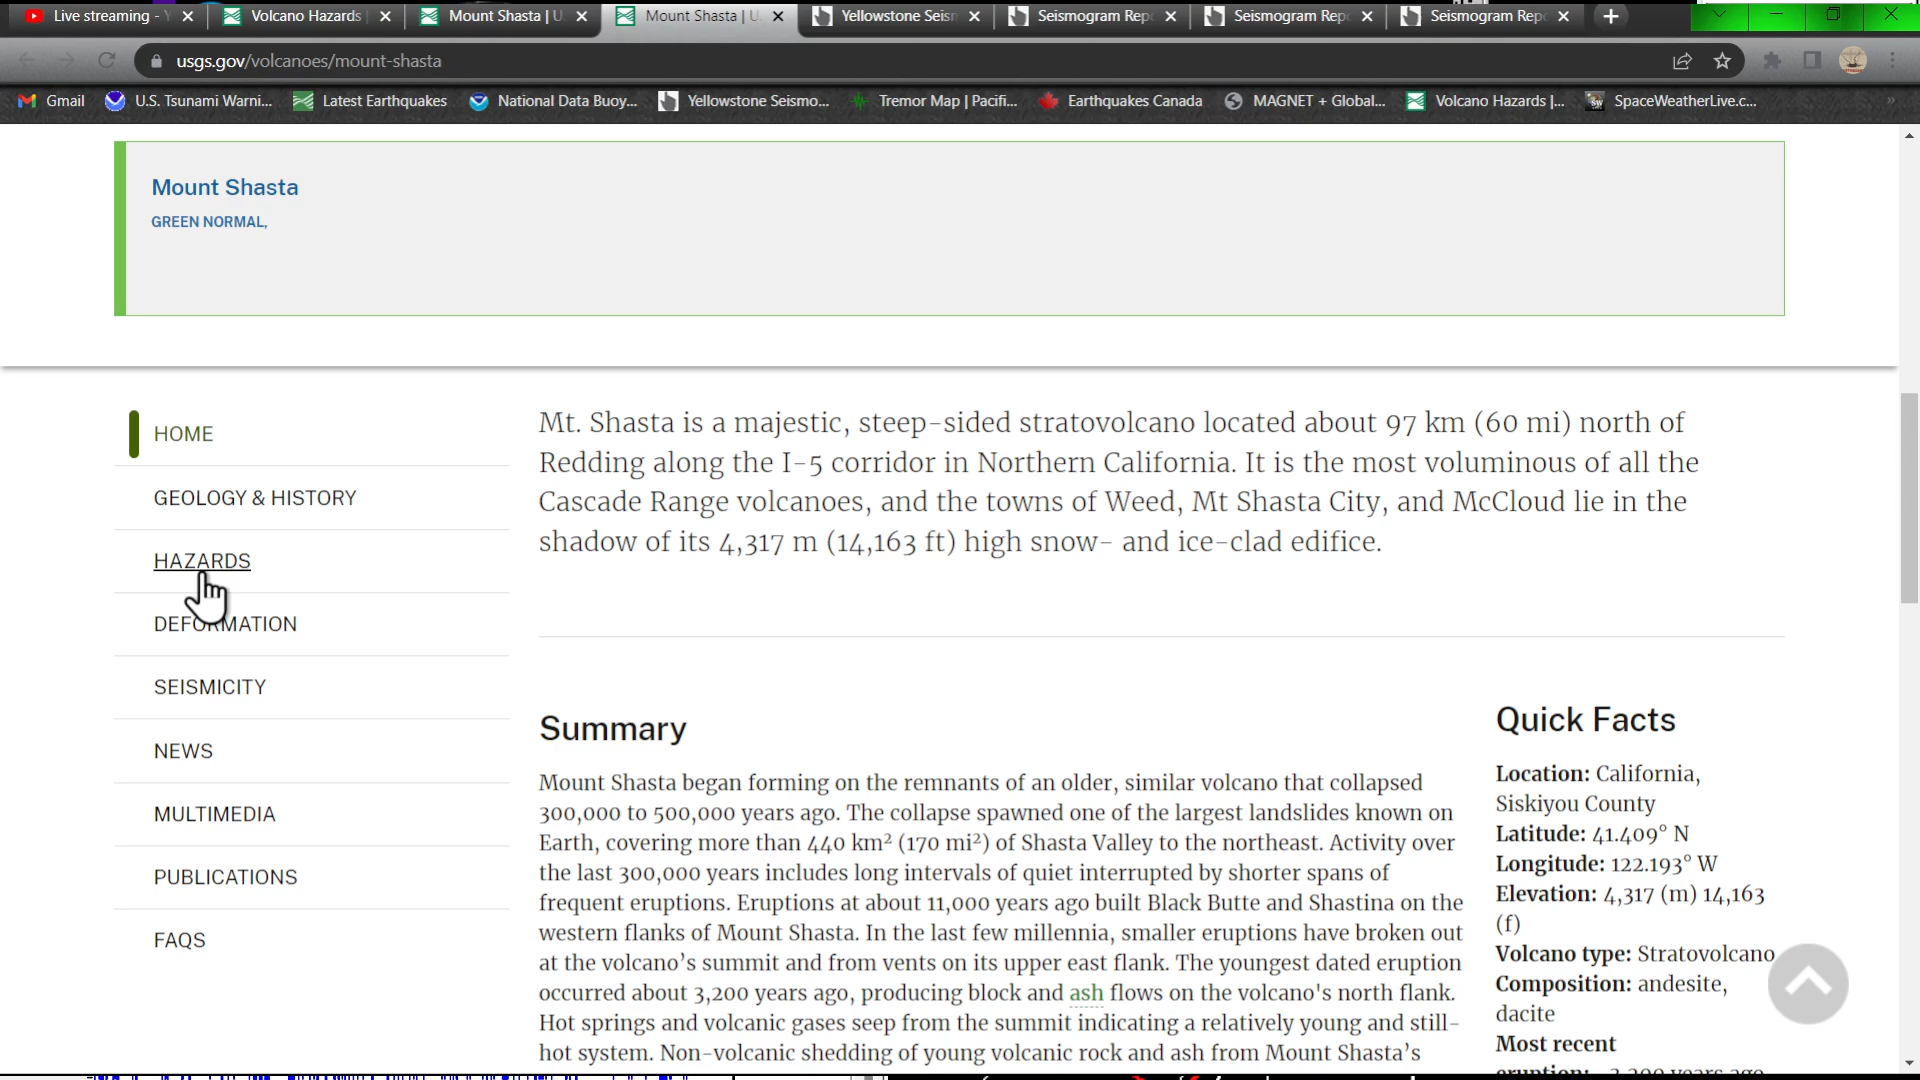 Live streaming - Y
Volcano Hazards
Mount Shasta | U.
Mount Shasta | U.
Yellowstone Seism
Seismogram Repo
Seismogram Repo
Seismogram Repo
usgs.gov/volcanoes/mount-shasta
Gmail
U.S. Tsunami Warni...
Latest Earthquakes
National Data Buoy...
Yellowstone Seismo...
Tremor Map | Pacifi...
Earthquakes Canada
MAGNET + Global...
Volcano Hazards |...
SpaceWeatherLive.c...
Mount Shasta
GREEN NORMAL,
HOME
GEOLOGY & HISTORY
HAZARDS
DEFORMATION
SEISMICITY
NEWS
MULTIMEDIA
PUBLICATIONS
FAQS
Mt. Shasta is a majestic, steep-sided stratovolcano located about 97 km (60 mi) north of
Redding along the I-5 corridor in Northern California. It is the most voluminous of all the
Cascade Range volcanoes, and the towns of Weed, Mt Shasta City, and McCloud lie in the
shadow of its 4,317 m (14,163 ft) high snow- and ice-clad edifice.
Summary
Mount Shasta began forming on the remnants of an older, similar volcano that collapsed
300,000 to 500,000 years ago. The collapse spawned one of the largest landslides known on
Earth, covering more than 440 km² (170 mi²) of Shasta Valley to the northeast. Activity over
the last 300,000 years includes long intervals of quiet interrupted by shorter spans of
frequent eruptions. Eruptions at about 11,000 years ago built Black Butte and Shastina on the
western flanks of Mount Shasta. In the last few millennia, smaller eruptions have broken out
at the volcano’s summit and from vents on its upper east flank. The youngest dated eruption
occurred about 3,200 years ago, producing block and ash flows on the volcano's north flank.
Hot springs and volcanic gases seep from the summit indicating a relatively young and still-
hot system. Non-volcanic shedding of young volcanic rock and ash from Mount Shasta’s
Quick Facts
Location: California,
Siskiyou County
Latitude: 41.409° N
Longitude: 122.193° W
Elevation: 4,317 (m) 14,163
(f)
Volcano type: Stratovolcano
Composition: andesite,
dacite
Most recent
eruption: 3,200 years ago